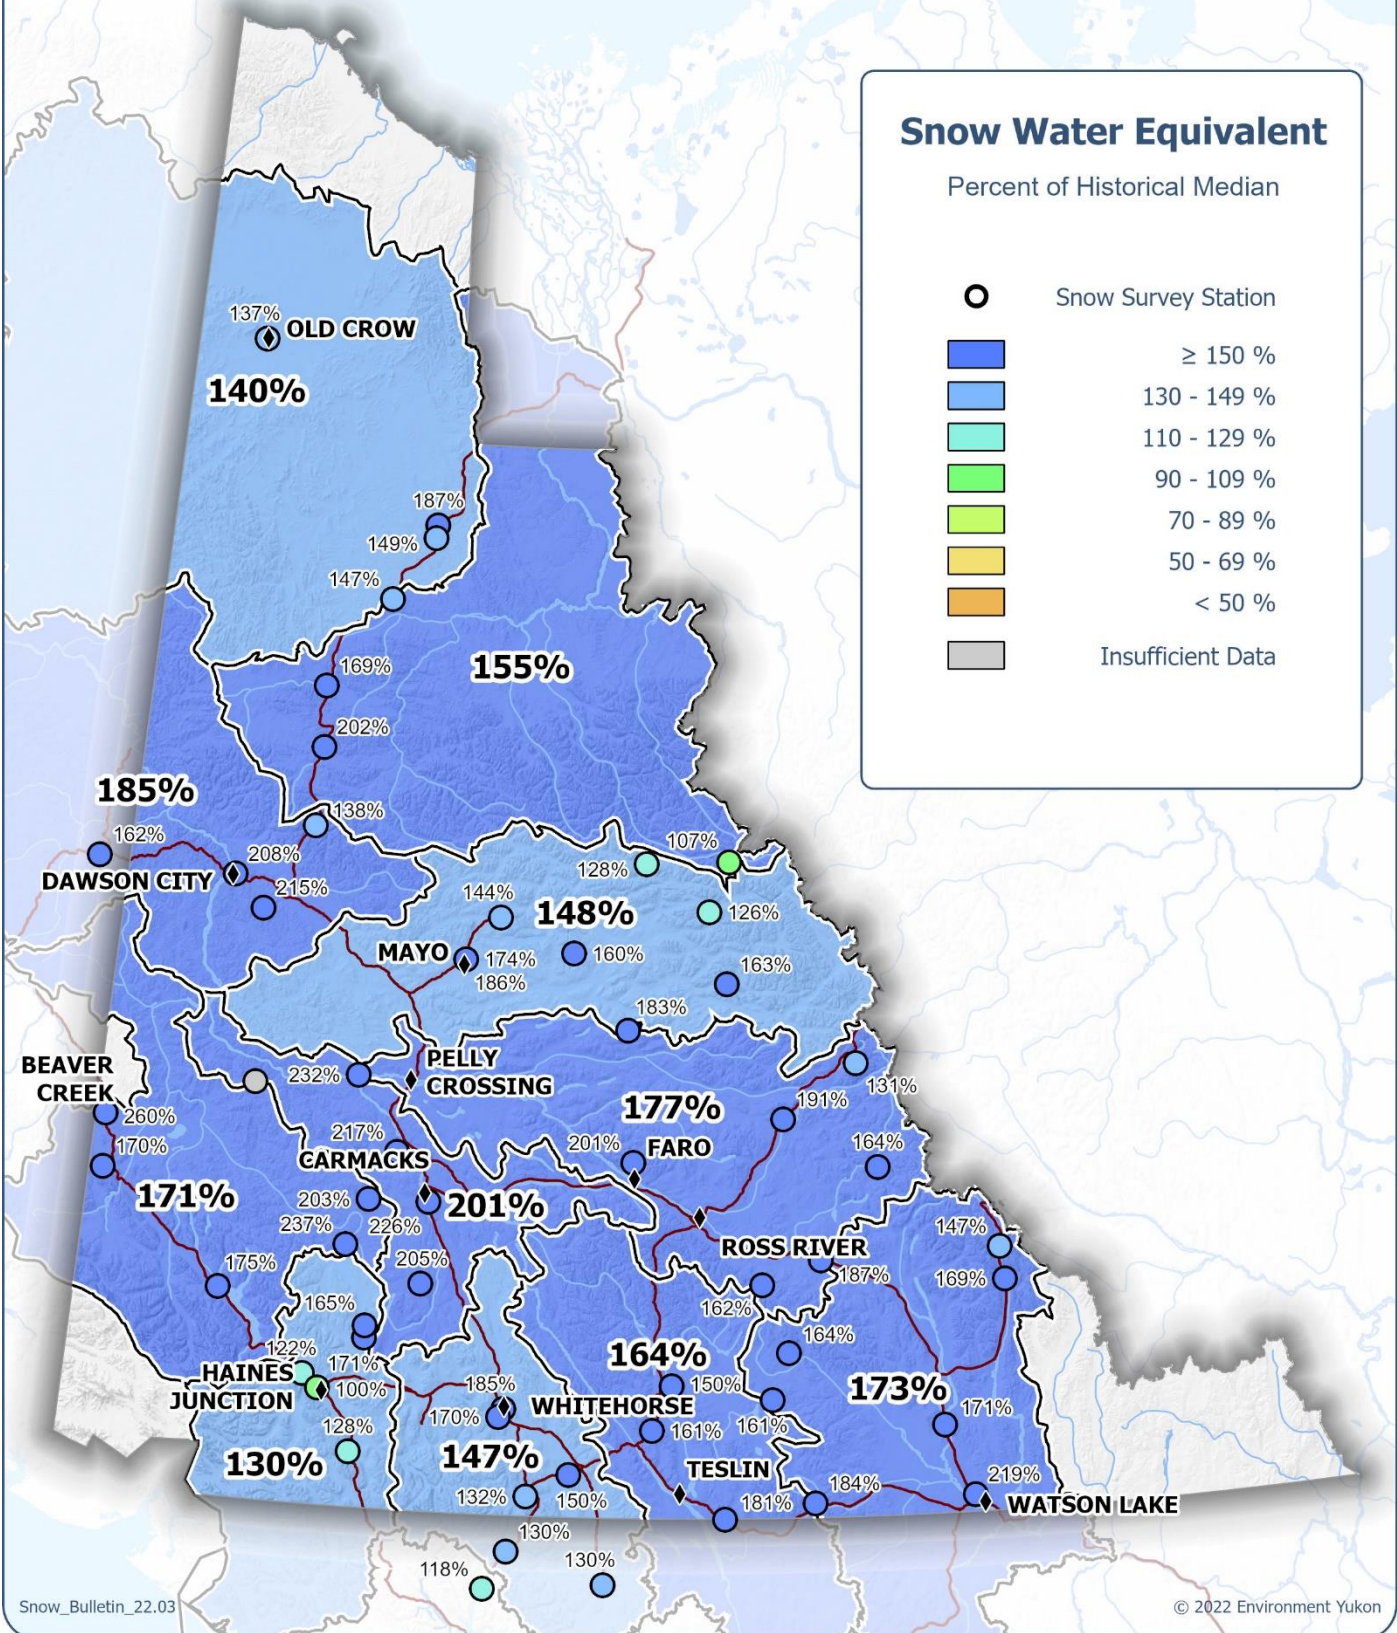 Snow Water Equivalent
Percent of Historical Median
Snow Survey Station
≥ 150 %
130 - 149 %
110 - 129 %
90 - 109 %
70 - 89 %
50 - 69 %
< 50 %
Insufficient Data
137%
OLD CROW
140%
187%
149%
147%
169%
155%
202%
185%
138%
162%
208%
107%
128%
DAWSON CITY
215%
144%
148%
126%
MAYO
174%
160%
186%
163%
183%
BEAVER
CREEK
232%
PELLY
CROSSING
131%
260%
177%
191%
217%
201%
FARO
164%
170%
CARMACKS
171%
203%
201%
237%
226%
147%
ROSS RIVER
175%
205%
187%
169%
165%
162%
122%
171%
164%
164%
HAINES
JUNCTION
100%
185%
150%
173%
170%
WHITEHORSE
161%
161%
171%
128%
130%
147%
TESLIN
132%
150%
181%
184%
219%
WATSON LAKE
130%
118%
130%
Snow_Bulletin_22.03
© 2022 Environment Yukon